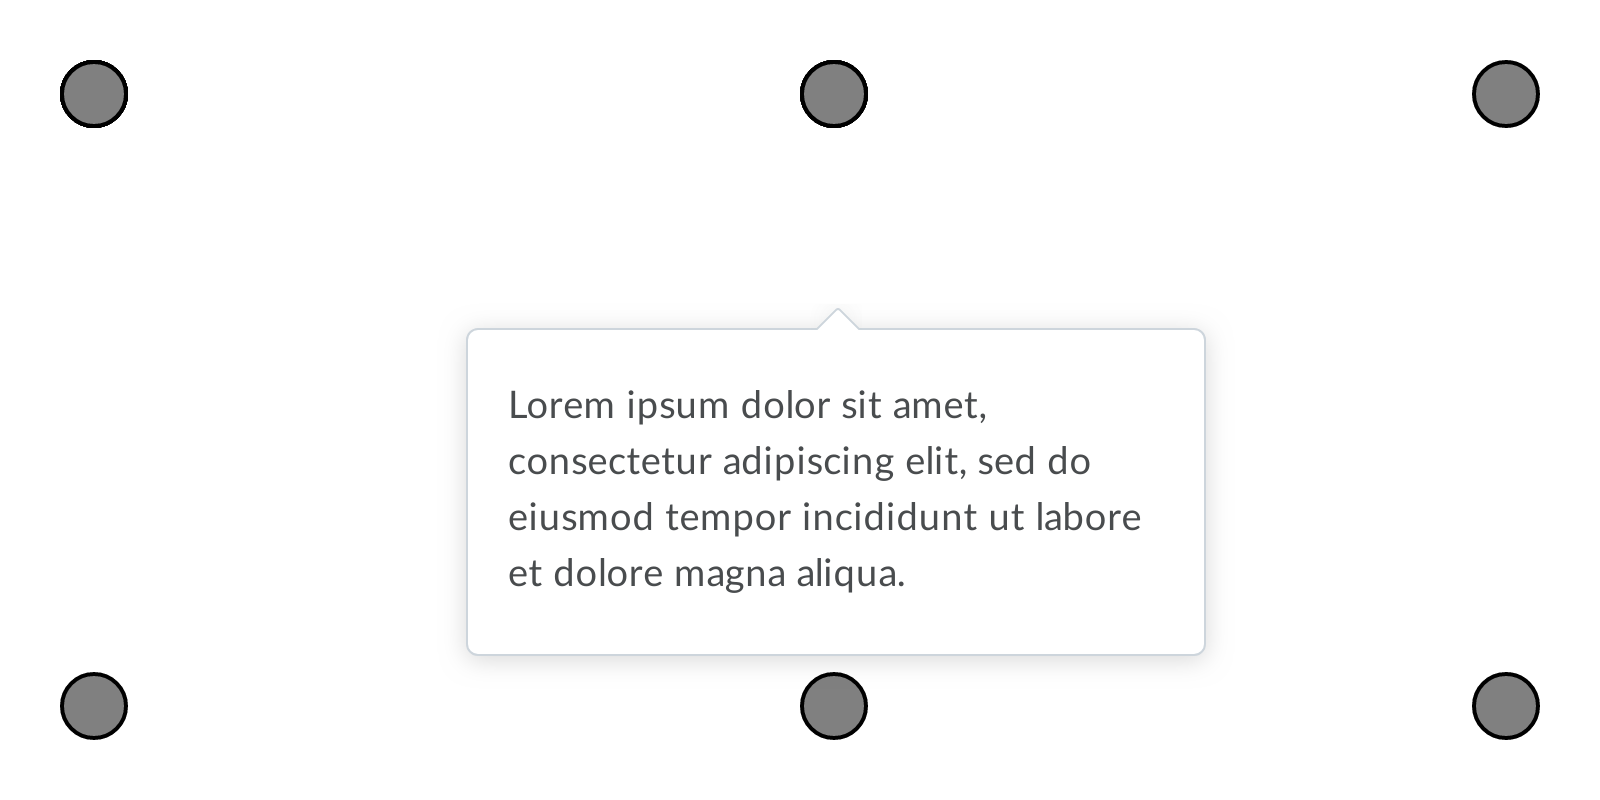 Lorem ipsum dolor sit amet,
consectetur adipiscing elit, sed do
eiusmod tempor incididunt ut labore
et dolore magna aliqua.